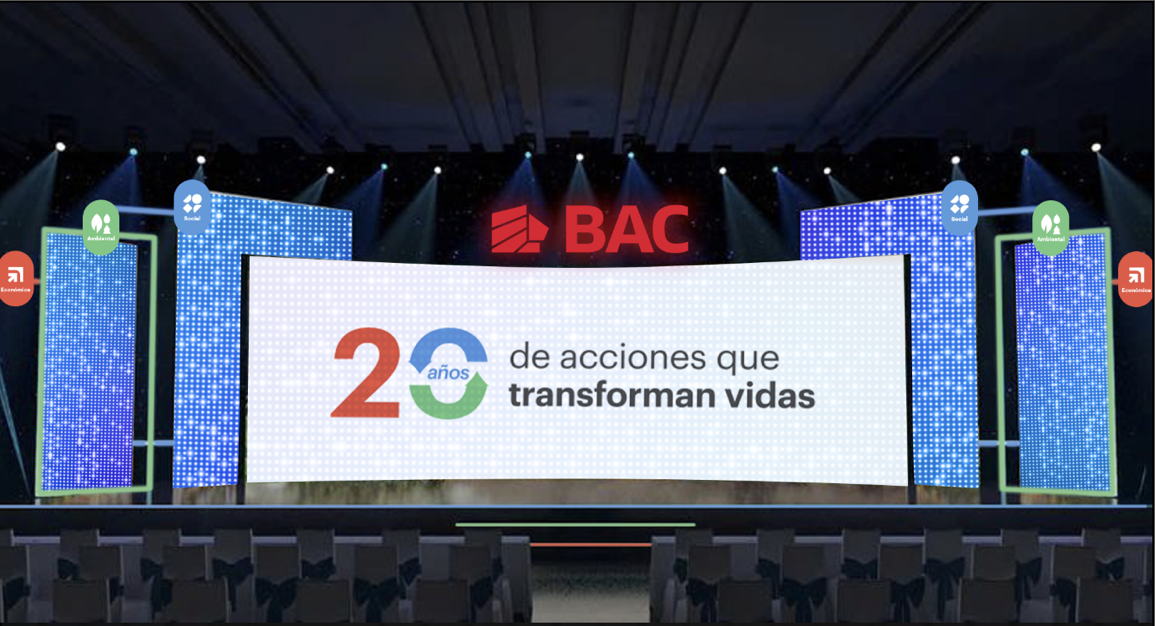 BAC
Social
Social
Ambiental
Ambiental
Económico
Económico
20
años
de acciones que
transforman vidas